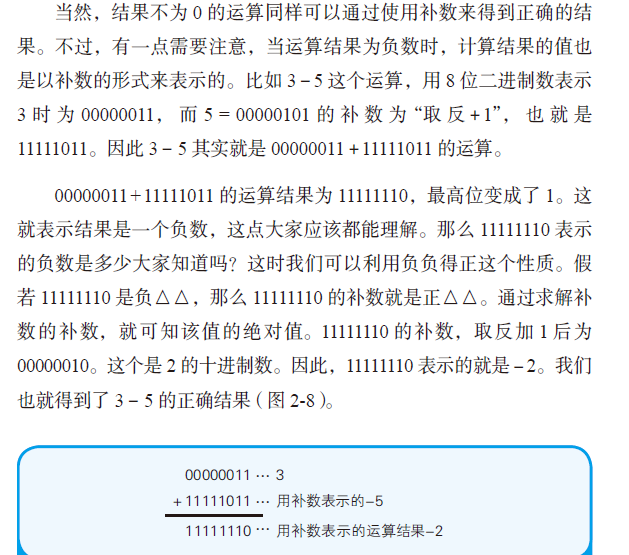 当然，结果不为 0 的运算同样可以通过使用补数来得到正确的结
果。不过，有一点需要注意，当运算结果为负数时，计算结果的值也
是以补数的形式来表示的。比如 3－5 这个运算，用 8 位二进制数表示
3 时为 00000011，而 5 = 00000101 的补数为“取反+1”，也就是
11111011。因此 3－5 其实就是 00000011＋11111011 的运算。
00000011＋11111011 的运算结果为 11111110，最高位变成了 1。这
就表示结果是一个负数，这点大家应该都能理解。那么 11111110 表示
的负数是多少大家知道吗？这时我们可以利用负负得正这个性质。假
若 11111110 是负△△，那么 11111110 的补数就是正△△。通过求解补
数的补数，就可知该值的绝对值。11111110 的补数，取反加 1 后为
00000010。这个是 2 的十进制数。因此，11111110 表示的就是－2。我们
也就得到了 3－5 的正确结果（图 2-8）。
00000011 … 3
+ 11111011 … 用补数表示的-5
11111110 … 用补数表示的运算结果-2